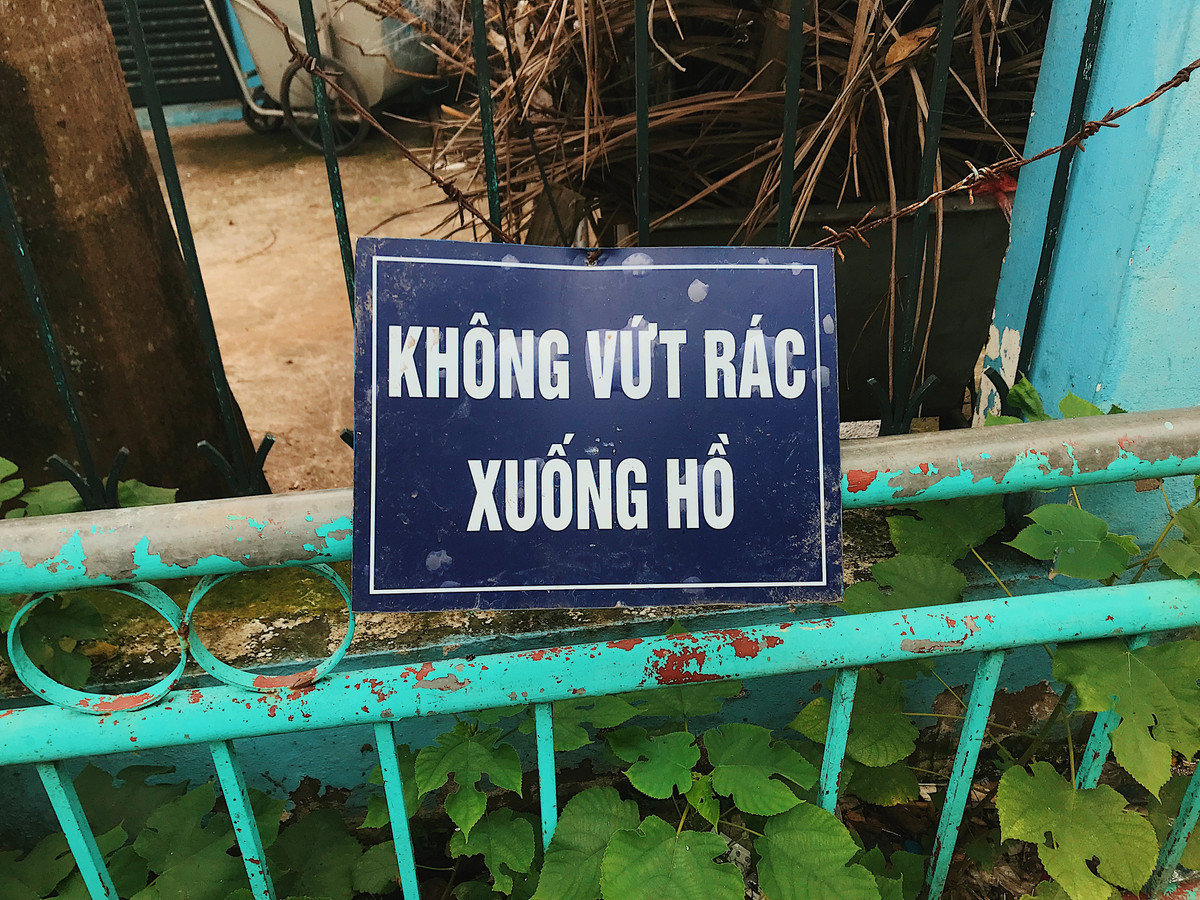 KHÔNG VỨT RÁC
XUỐNG HỒ